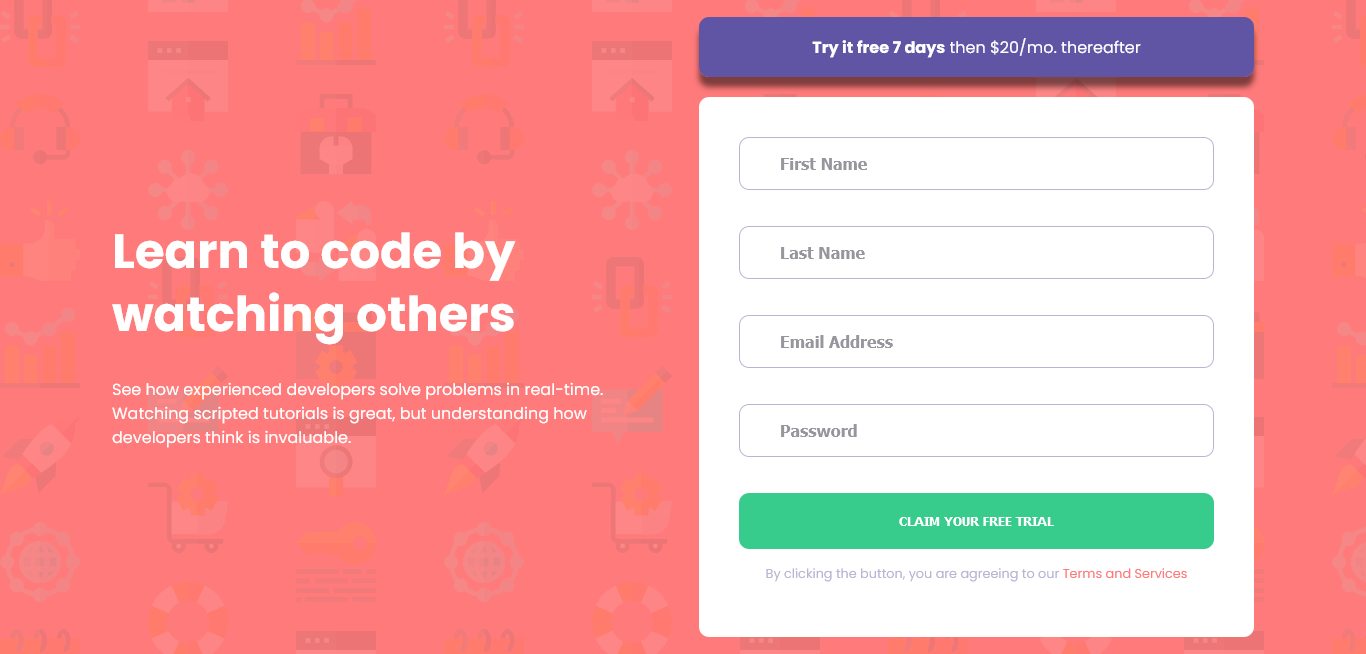 Learn to code by
watching others
See how experienced developers solve problems in real-time.
Watching scripted tutorials is great, but understanding how
developers think is invaluable.
Try it free 7 days then $20/mo. thereafter
First Name
Last Name
Email Address
Password
CLAIM YOUR FREE TRIAL
By clicking the button, you are agreeing to our Terms and Services